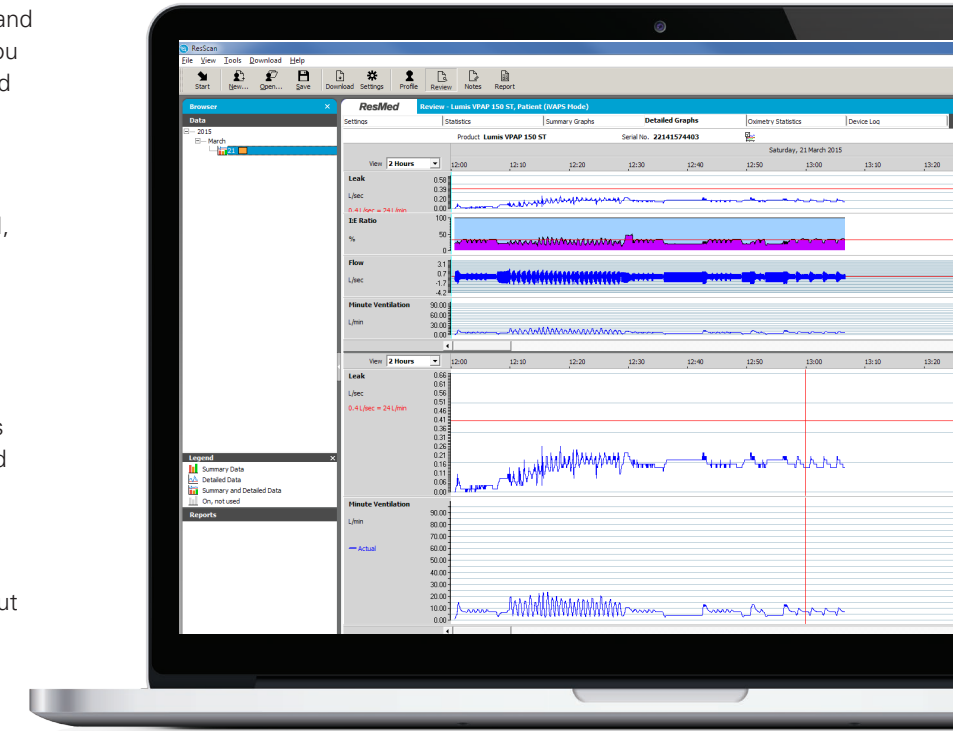 and
ou
d
l,
s
d
ut
ResScan
File View Tools Download Help
Start New... Open... Save Download Settings Profile Review Notes Report
Browser ×
Data
2015
March
21
Legend ×
Summary Data
Detailed Data
Summary and Detailed Data
On, not used
Reports
ResMed Review - Lumis VPAP 150 ST, Patient (iVAPS Mode)
Settings Statistics Summary Graphs Detailed Graphs Oximetry Statistics Device Log
Product Lumis VPAP 150 ST Serial No. 22141574403
Saturday, 21 March 2015
View 2 Hours 12:00 12:10 12:20 12:30 12:40 12:50 13:00 13:10 13:20
Leak
L/sec
0.4 L/sec = 24 L/min
0.58
0.39
0.20
0.00
I:E Ratio
%
100
50
0
Flow
L/sec
3.1
0.7
-1.7
-4.2
Minute Ventilation
L/min
90.00
60.00
30.00
0.00
View 2 Hours 12:00 12:10 12:20 12:30 12:40 12:50 13:00 13:10 13:20
Leak
L/sec
0.4 L/sec = 24 L/min
0.66
0.61
0.56
0.51
0.46
0.41
0.36
0.31
0.26
0.21
0.16
0.11
0.06
0.00
Minute Ventilation
L/min
Actual
90.00
80.00
70.00
60.00
50.00
40.00
30.00
20.00
10.00
0.00